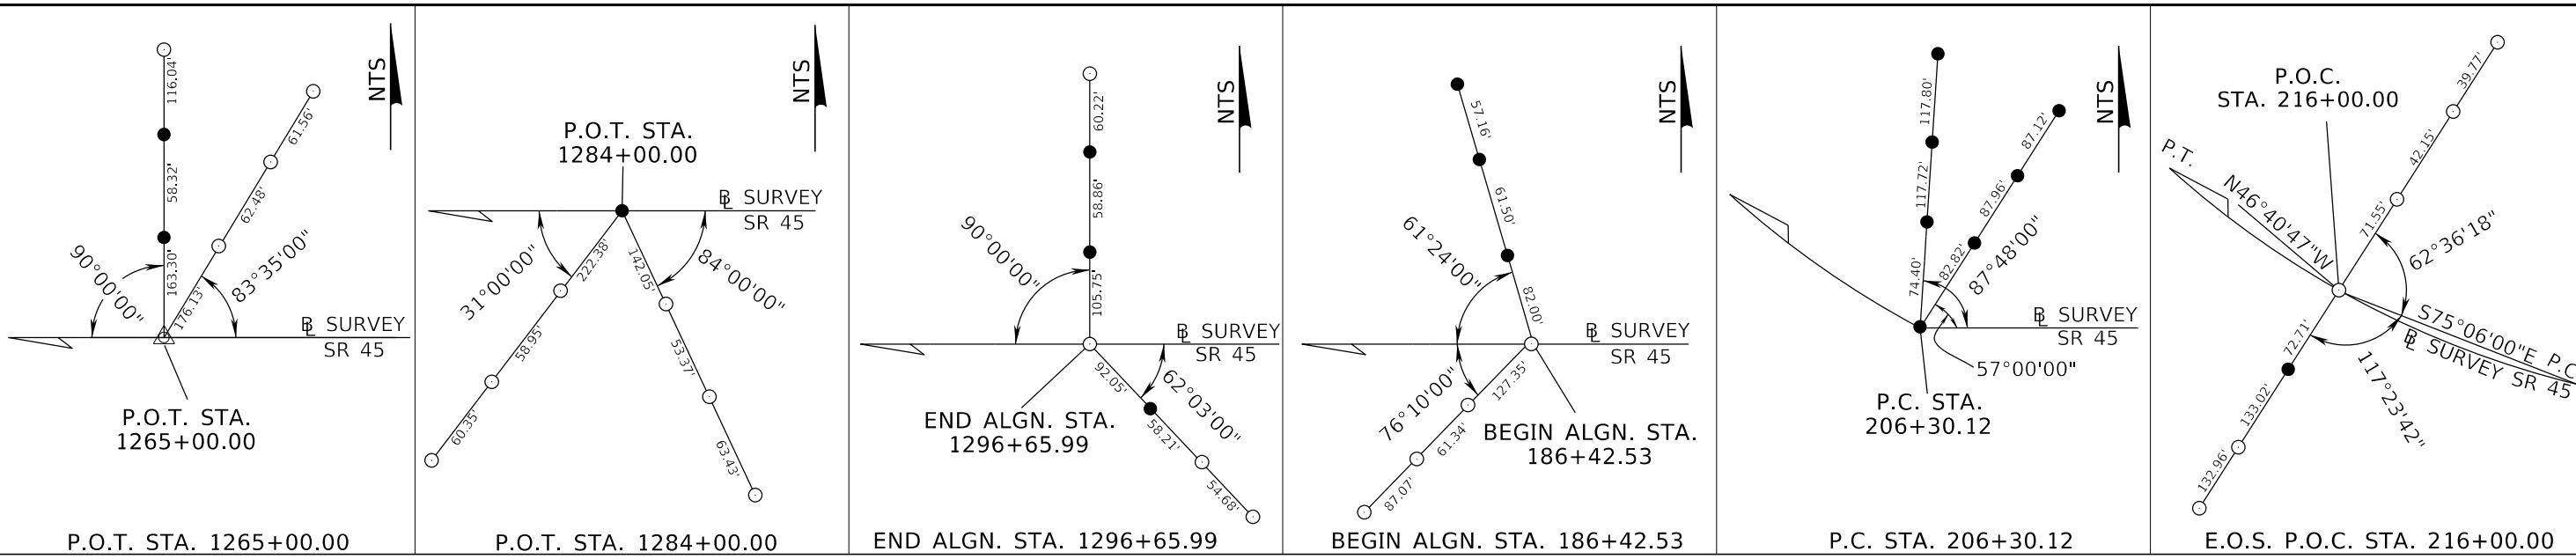 NTS
116.04'
58.32'
163.30'
61.56'
62.48'
176.13'
90°00'00"
83°35'00"
BL SURVEY
SR 45
P.O.T. STA.
1265+00.00
P.O.T. STA. 1265+00.00
NTS
P.O.T. STA.
1284+00.00
BL SURVEY
SR 45
31°00'00"
222.38'
58.95'
60.35'
142.05'
53.37'
63.43'
84°00'00"
P.O.T. STA. 1284+00.00
NTS
60.22'
58.86'
105.75'
90°00'00"
BL SURVEY
SR 45
92.05'
58.21'
54.68'
62°03'00"
END ALGN. STA.
1296+65.99
END ALGN. STA. 1296+65.99
NTS
57.16'
61.50'
82.00'
61°24'00"
BL SURVEY
SR 45
76°10'00"
127.35'
61.34'
87.07'
BEGIN ALGN. STA.
186+42.53
BEGIN ALGN. STA. 186+42.53
NTS
117.80'
117.72'
74.40'
87.12'
87.96'
82.82'
87°48'00"
BL SURVEY
SR 45
57°00'00"
P.C. STA.
206+30.12
P.C. STA. 206+30.12
P.O.C.
STA. 216+00.00
39.77'
42.15'
71.55'
P.T.
N46°40'47"W
62°36'18"
S75°06'00"E P.C
BL SURVEY SR 45
72.71'
133.02'
132.96'
117°23'42"
E.O.S. P.O.C. STA. 216+00.00